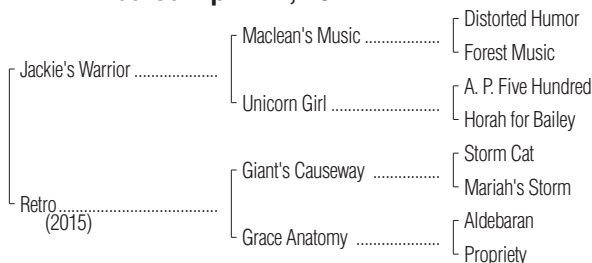 Distorted Humor
Maclean's Music ...................
Forest Music
Jackie's Warrior .....................
A. P. Five Hundred
Unicorn Girl ...........................
Horah for Bailey
Storm Cat
Giant's Causeway .................
Mariah's Storm
Retro........................................
(2015)
Aldebaran
Grace Anatomy .....................
Propriety